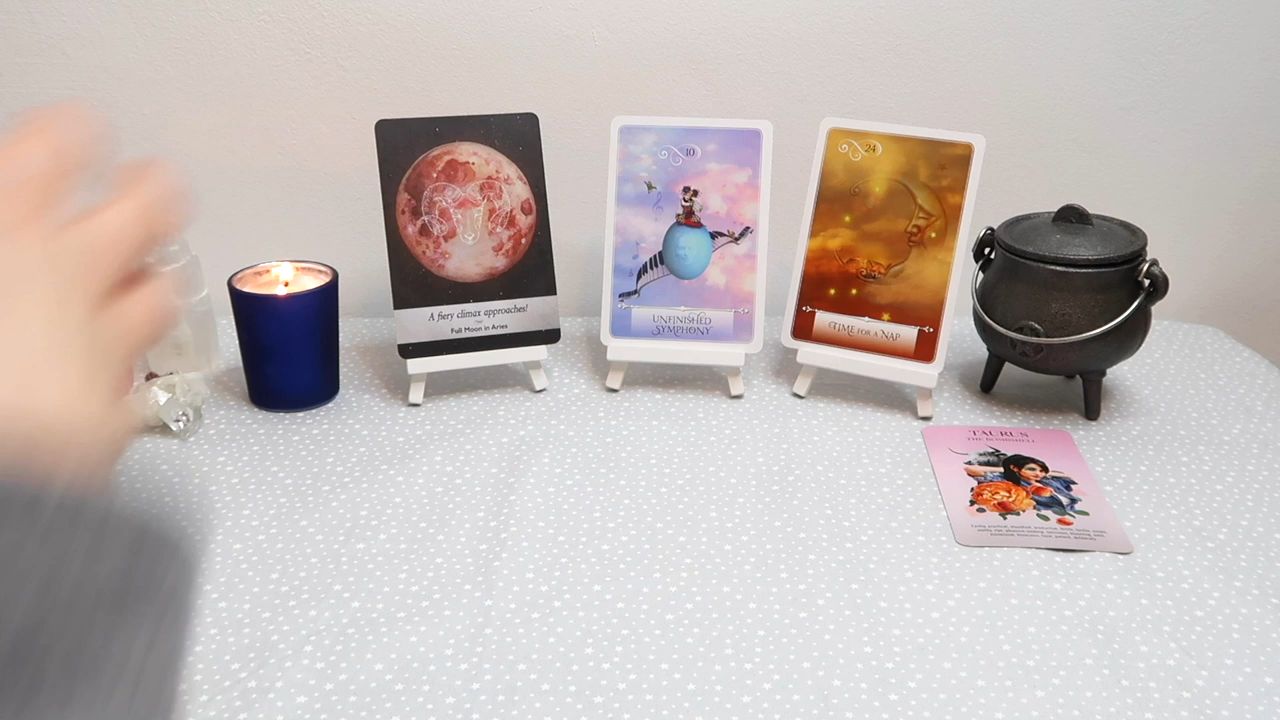 A fiery climax approaches!
Full Moon in Aries
10
UNFINISHED
SYMPHONY
24
TIME FOR A NAP
TAURUS
THE BOMBSHELL